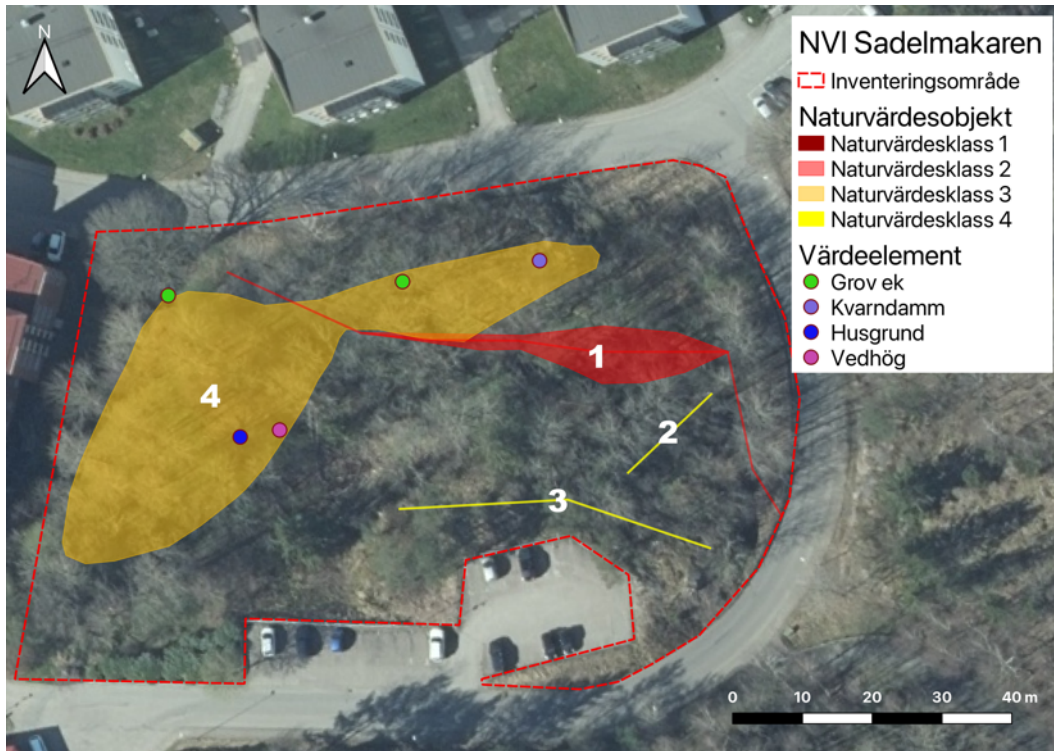 N
NVI Sadelmakaren
Inventeringsområde
Naturvärdesobjekt
Naturvärdesklass 1
Naturvärdesklass 2
Naturvärdesklass 3
Naturvärdesklass 4
Värdeelement
Grov ek
Kvarndamm
Husgrund
Vedhög
1
4
2
3
0 10 20 30 40 m